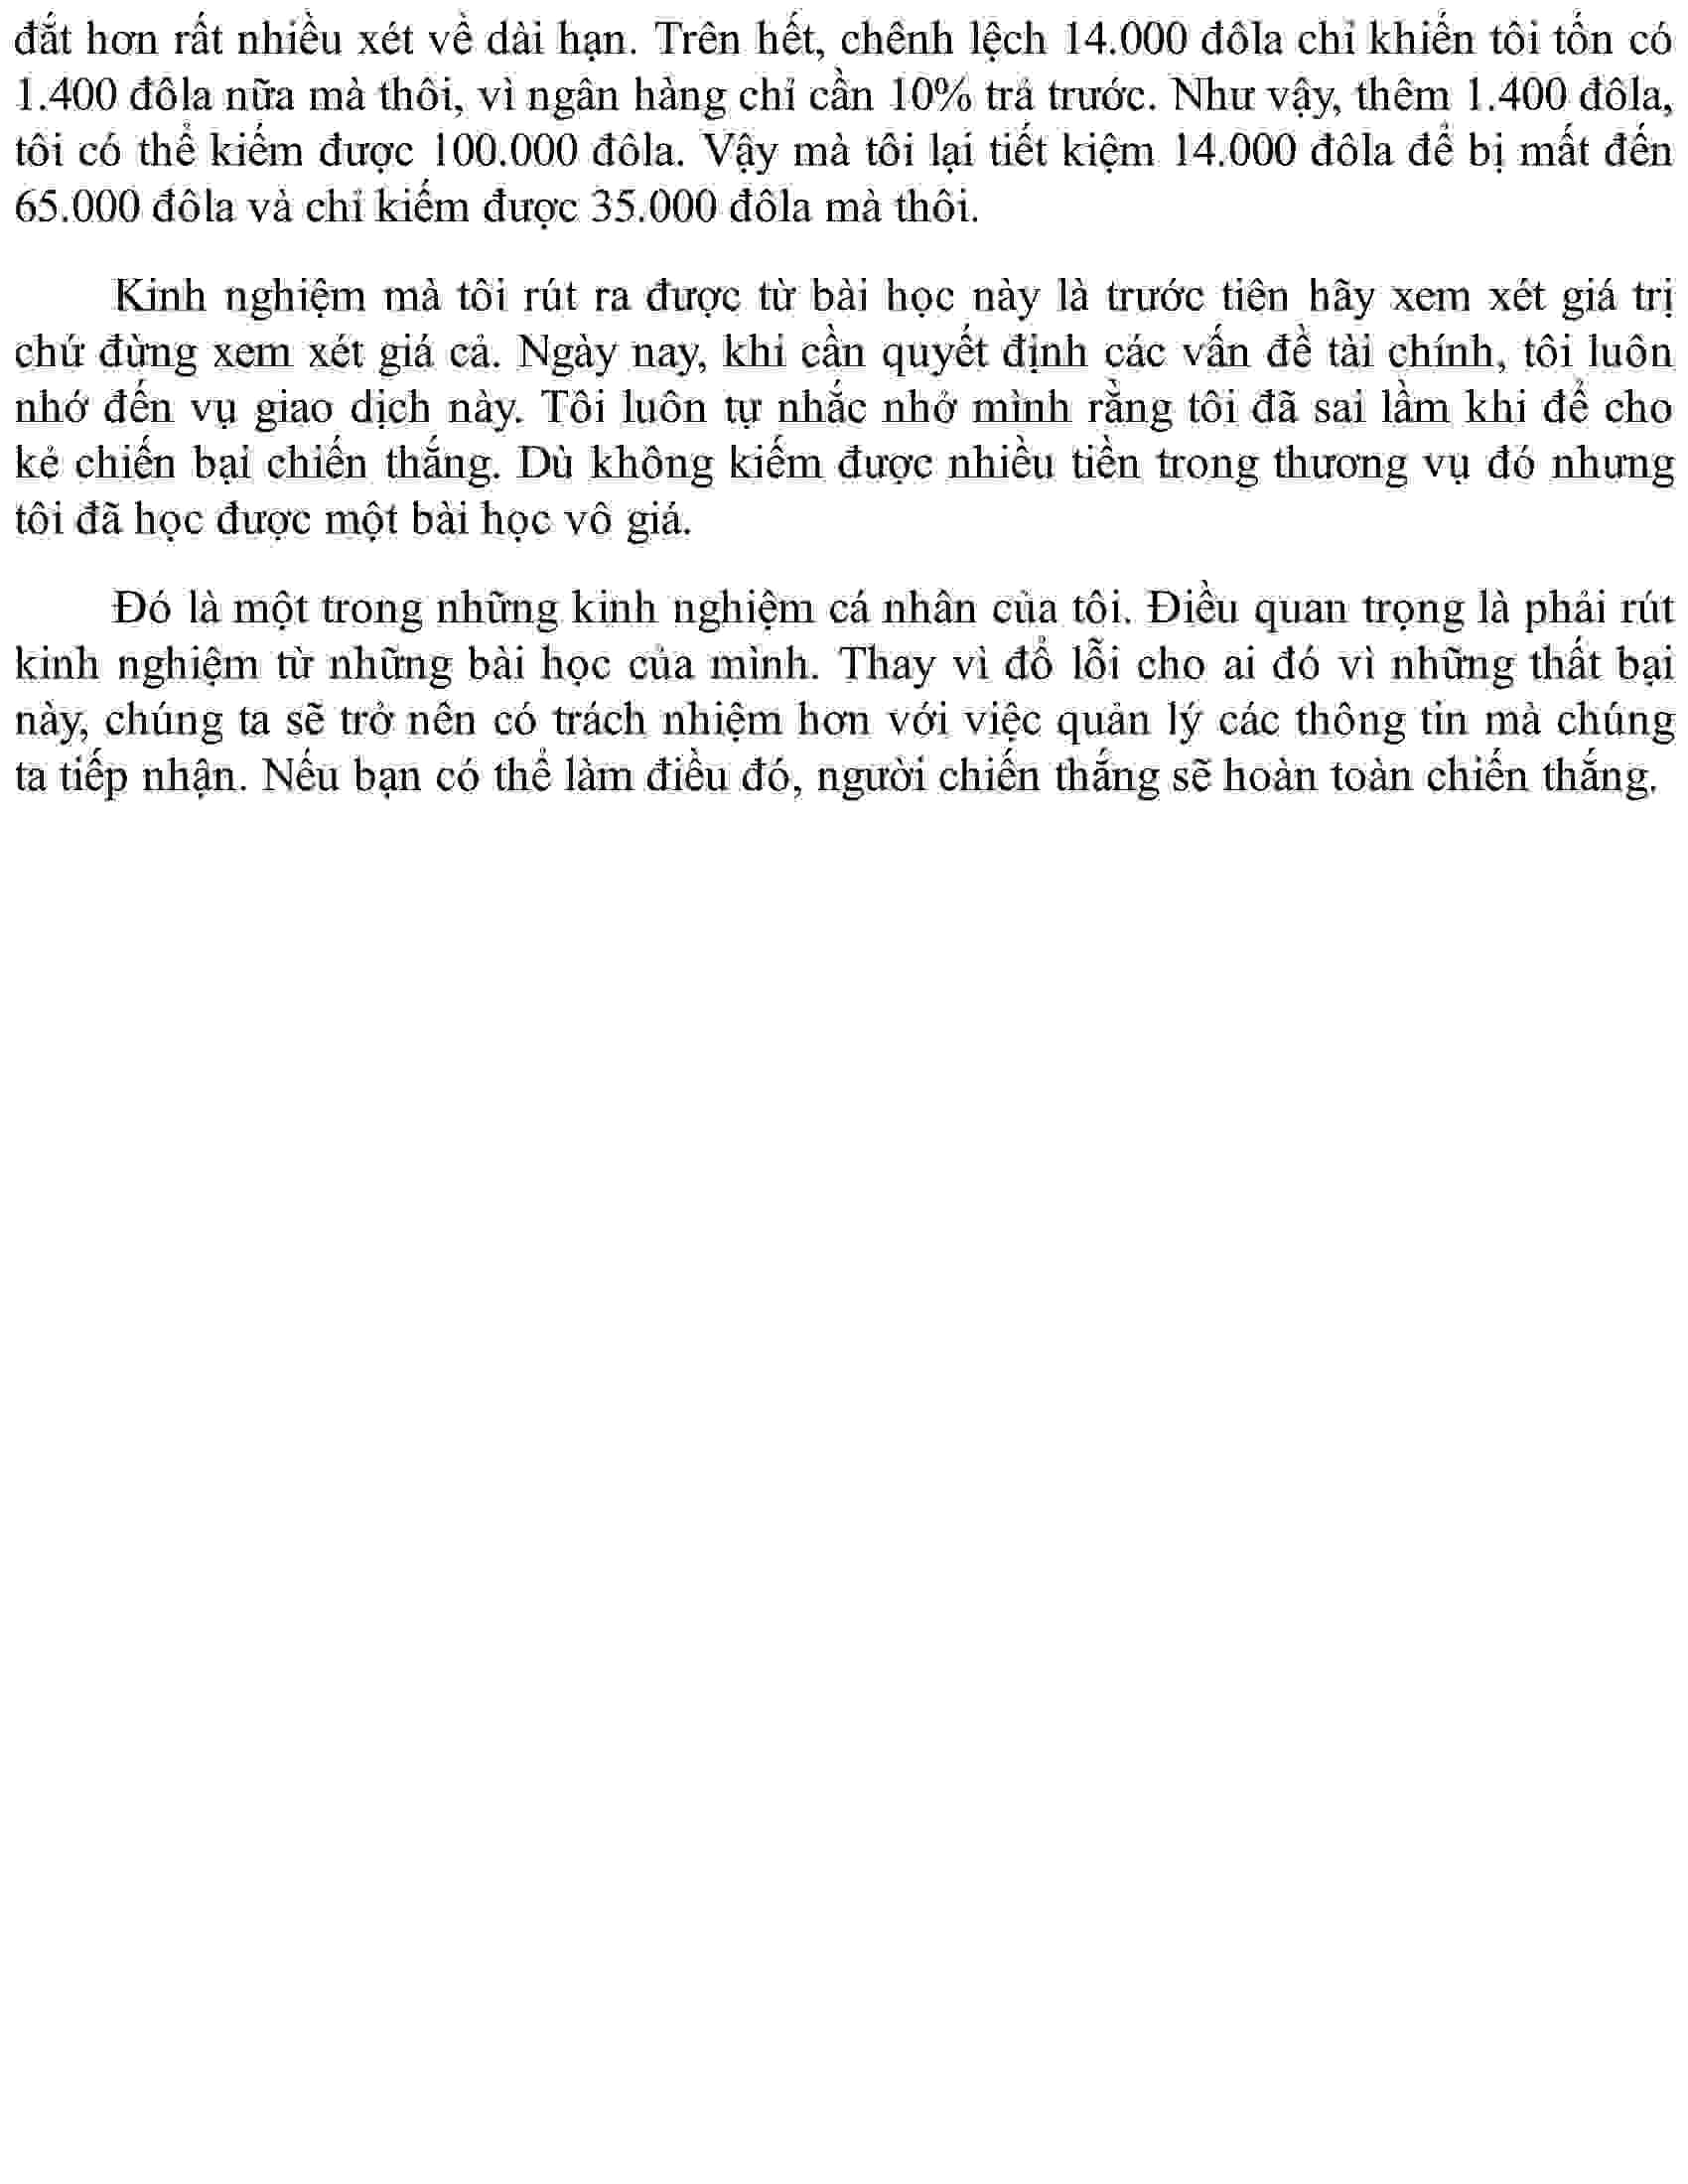 đắt hơn rất nhiều xét về dài hạn. Trên hết, chênh lệch 14.000 đôla chỉ khiến tôi tốn có
1.400 đôla nữa mà thôi, vì ngân hàng chỉ cần 10% trả trước. Như vậy, thêm 1.400 đôla,
tôi có thể kiếm được 100.000 đôla. Vậy mà tôi lại tiết kiệm 14.000 đôla để bị mất đến
65.000 đôla và chỉ kiếm được 35.000 đôla mà thôi.
Kinh nghiệm mà tôi rút ra được từ bài học này là trước tiên hãy xem xét giá trị
chứ đừng xem xét giá cả. Ngày nay, khi cần quyết định các vấn đề tài chính, tôi luôn
nhớ đến vụ giao dịch này. Tôi luôn tự nhắc nhở mình rằng tôi đã sai lầm khi để cho
kẻ chiến bại chiến thắng. Dù không kiếm được nhiều tiền trong thương vụ đó nhưng
tôi đã học được một bài học vô giá.
Đó là một trong những kinh nghiệm cá nhân của tôi. Điều quan trọng là phải rút
kinh nghiệm từ những bài học của mình. Thay vì đổ lỗi cho ai đó vì những thất bại
này, chúng ta sẽ trở nên có trách nhiệm hơn với việc quản lý các thông tin mà chúng
ta tiếp nhận. Nếu bạn có thể làm điều đó, người chiến thắng sẽ hoàn toàn chiến thắng.